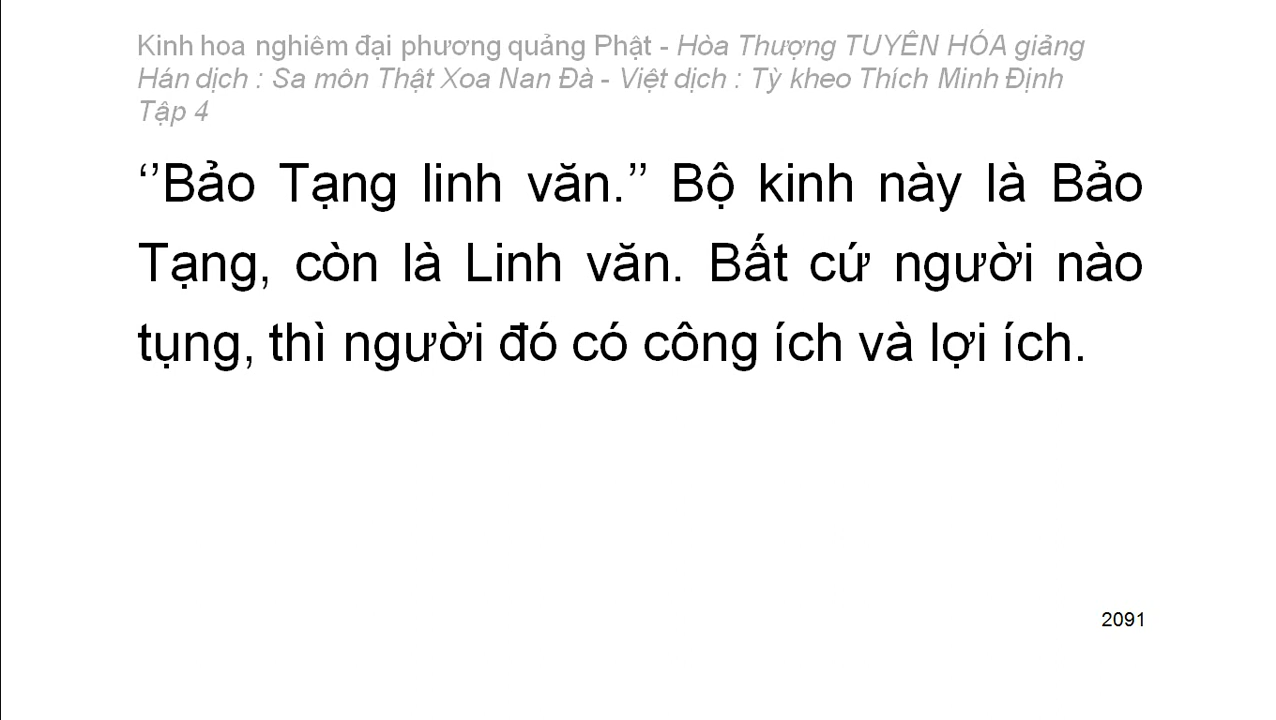 Kinh hoa nghiêm đại phương quảng Phật - Hòa Thượng TUYÊN HÓA giảng
Hán dịch : Sa môn Thật Xoa Nan Đà - Việt dịch : Tỳ kheo Thích Minh Định
Tập 4
‘’Bảo Tạng linh văn.’’ Bộ kinh này là Bảo
Tạng, còn là Linh văn. Bất cứ người nào
tụng, thì người đó có công ích và lợi ích.
2091